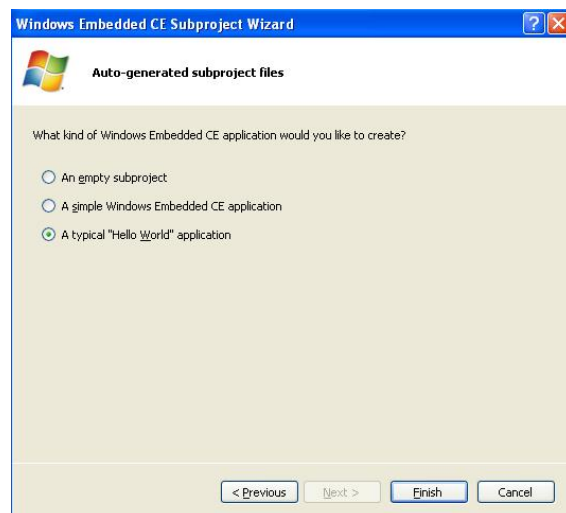 Windows Embedded CE Subproject Wizard
Auto-generated subproject files
What kind of Windows Embedded CE application would you like to create?
An empty subproject
A simple Windows Embedded CE application
A typical "Hello World" application
< Previous Next > Finish Cancel